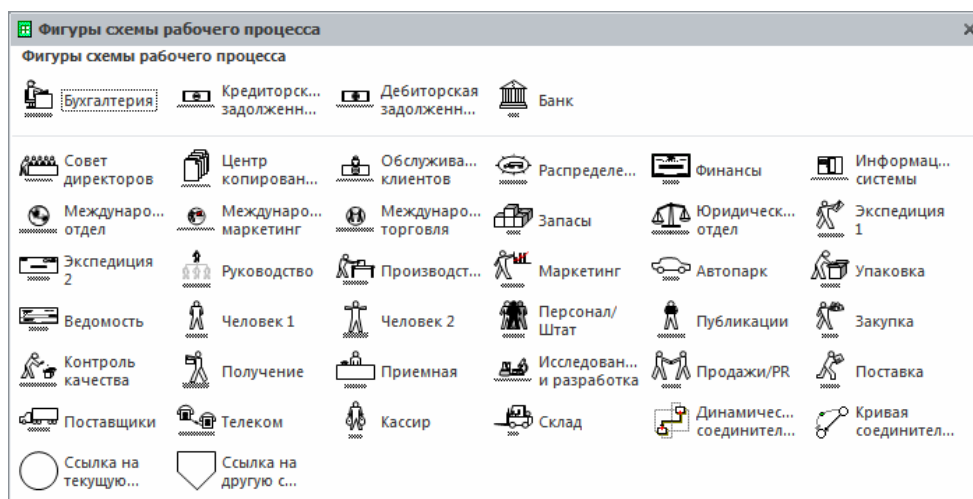 Фигуры схемы рабочего процесса
Фигуры схемы рабочего процесса
Бухгалтерия
Кредиторск...
задолженн...
Дебиторская
задолженн...
Банк
Совет
директоров
Центр
копирован...
Обслужива...
клиентов
Распределе...
Финансы
Информац...
системы
Междунаро...
отдел
Междунаро...
маркетинг
Междунаро...
торговля
Запасы
Юридическ...
отдел
Экспедиция
1
Экспедиция
2
Руководство
Производст...
Маркетинг
Автопарк
Упаковка
Ведомость
Человек 1
Человек 2
Персонал/
Штат
Публикации
Закупка
Контроль
качества
Получение
Приемная
Исследован...
и разработка
Продажи/PR
Поставка
Поставщики
Телеком
Кассир
Склад
Динамичес...
соединител...
Кривая
соединител...
Ссылка на
текущую...
Ссылка на
другую с...